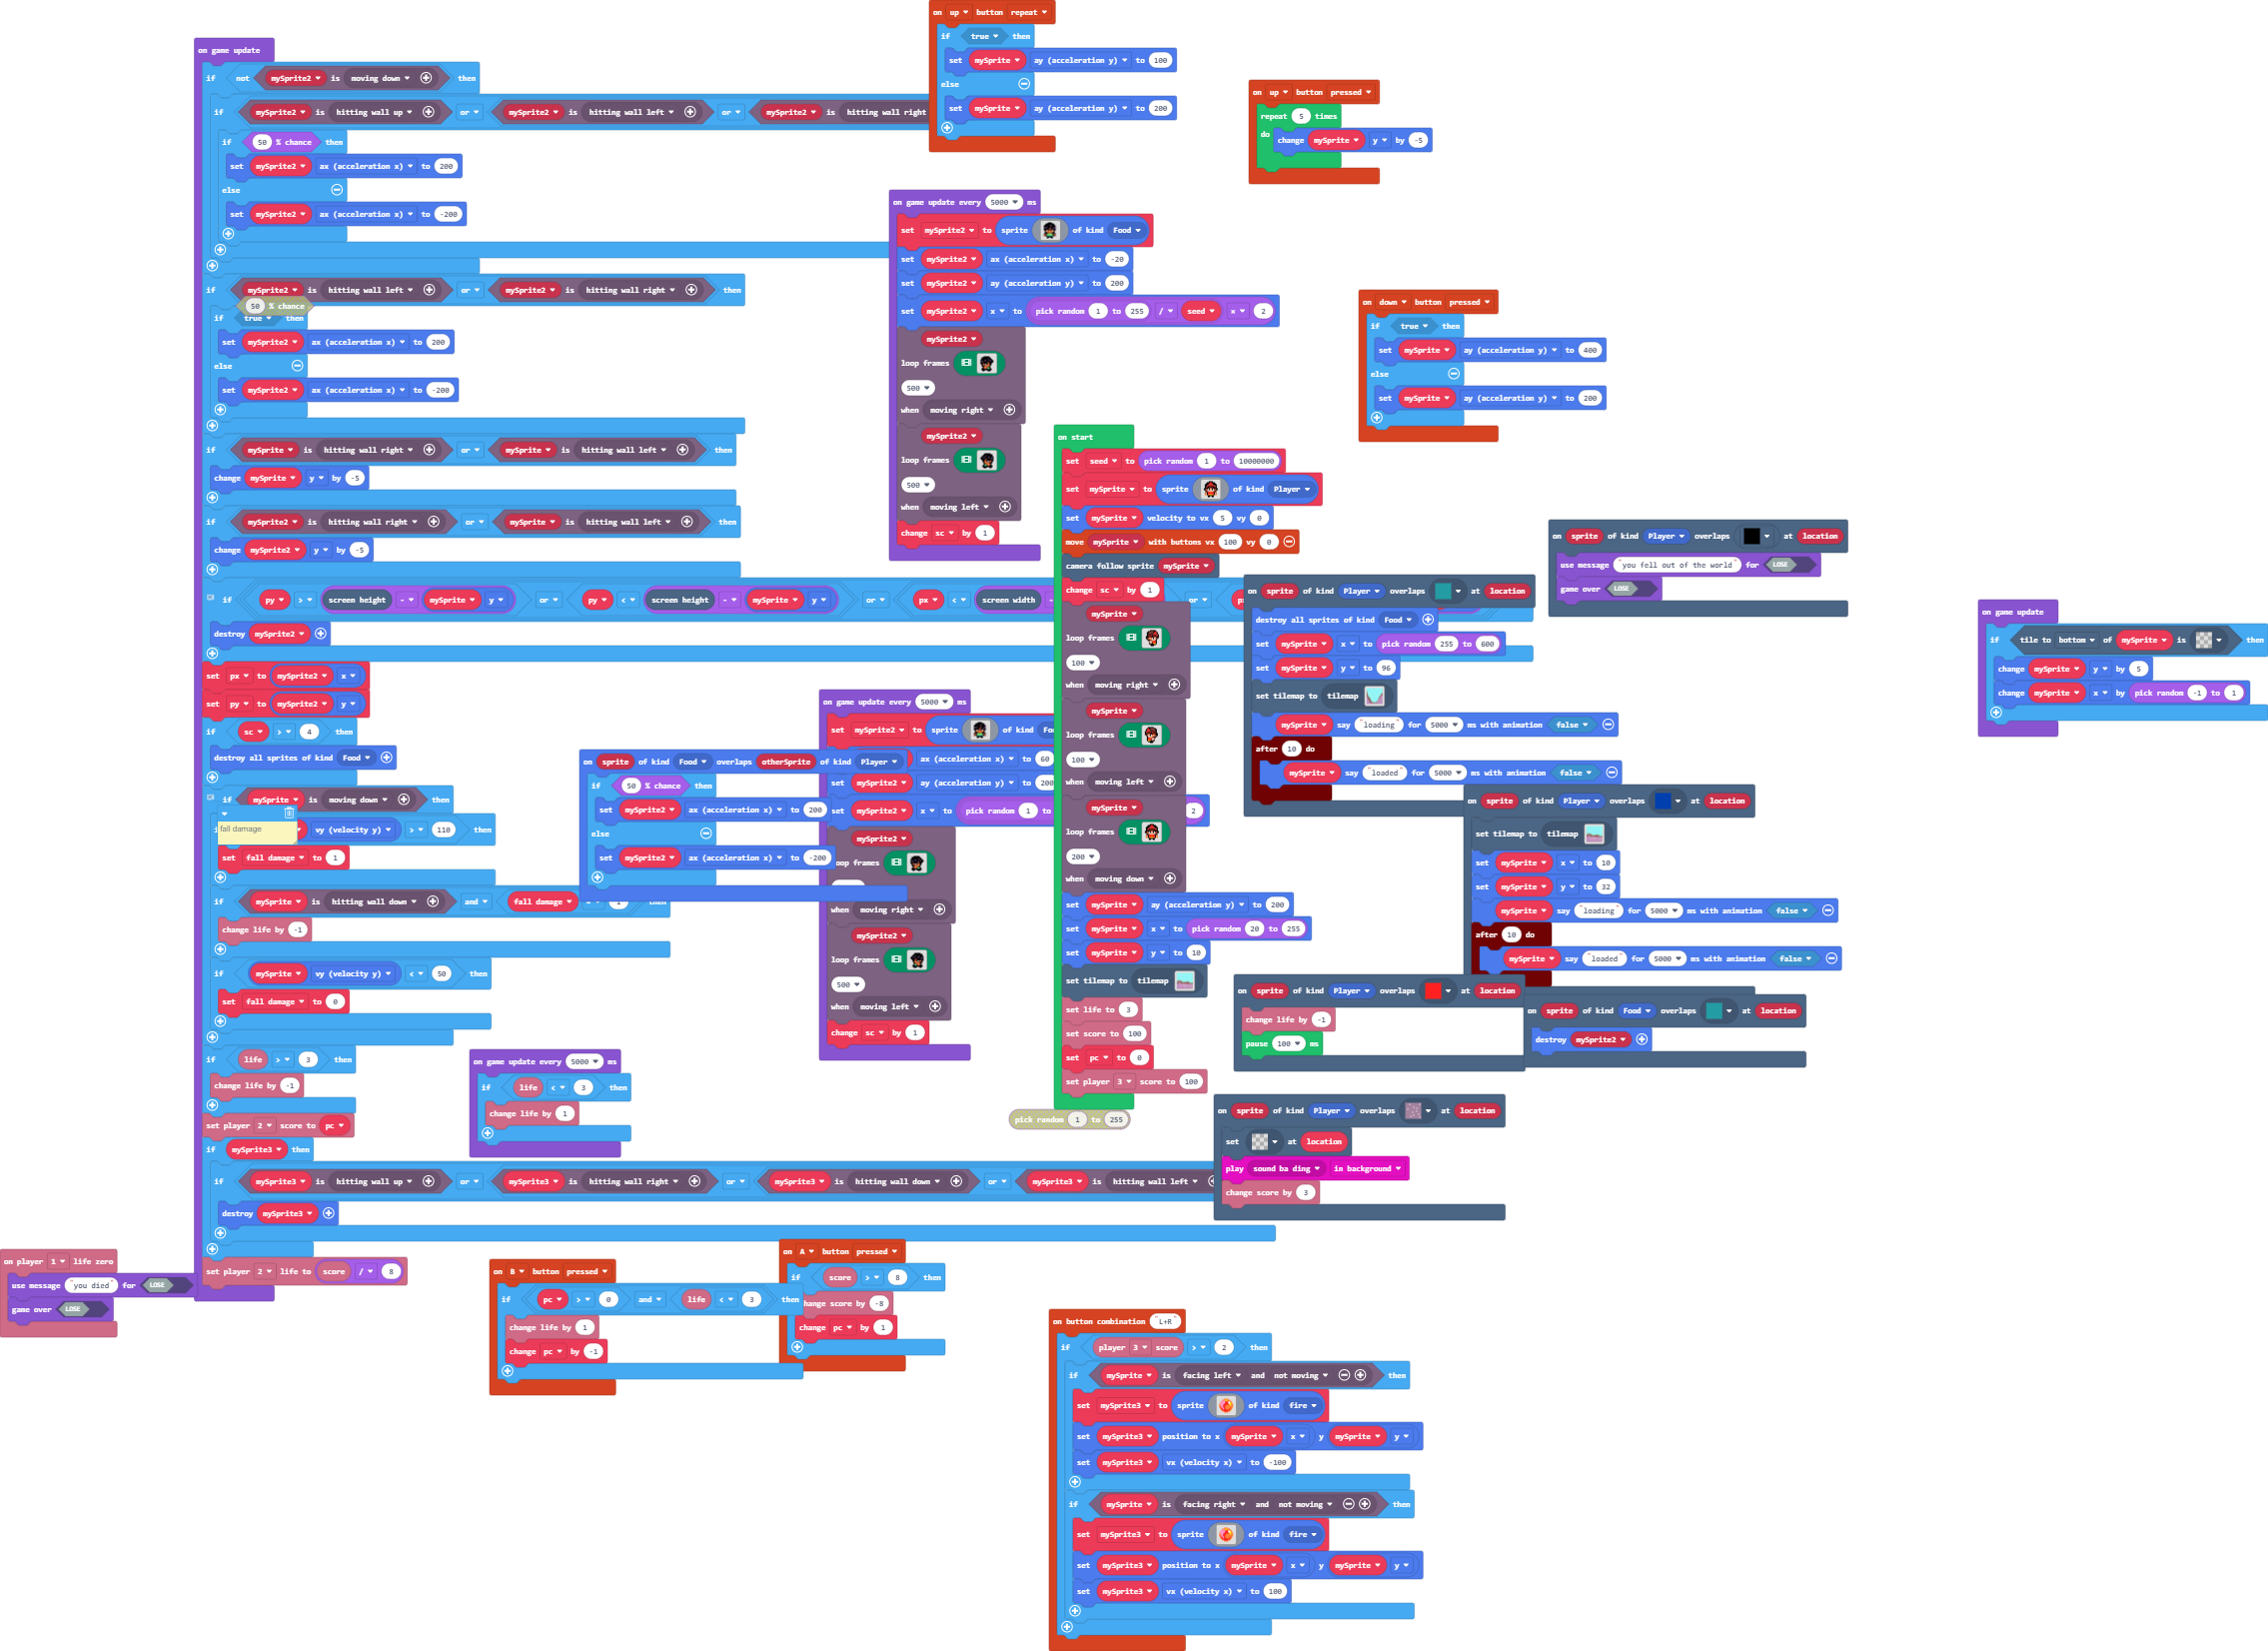 on game update
if not mySprite2 is moving down then
if mySprite2 is hitting wall up or mySprite2 is hitting wall left or mySprite2 is hitting wall right
if 50 % chance then
set mySprite2 ax (acceleration x) to 200
else
set mySprite2 ax (acceleration x) to -200
if mySprite2 is hitting wall left or mySprite2 is hitting wall right then
50 % chance
if true then
set mySprite2 ax (acceleration x) to 200
else
set mySprite2 ax (acceleration x) to -200
if mySprite is hitting wall right or mySprite is hitting wall left then
change mySprite y by -5
if mySprite2 is hitting wall right or mySprite is hitting wall left then
change mySprite2 y by -5
if py > screen height - mySprite y or py < screen height - mySprite y or px < screen width - or
destroy mySprite2
set px to mySprite2 x
set py to mySprite2 y
if sc > 4 then
destroy all sprites of kind Food
if mySprite is moving down then
fall damage
vy (velocity y) > 110 then
set fall damage to 1
if mySprite is hitting wall down and fall damage
change life by -1
if mySprite vy (velocity y) < 50 then
set fall damage to 0
if life > 3 then
change life by -1
set player 2 score to pc
if mySprite3 then
if mySprite3 is hitting wall up or mySprite3 is hitting wall right or mySprite3 is hitting wall down or mySprite3 is hitting wall left
destroy mySprite3
set player 2 life to score / 8
on player 1 life zero
use message "you died" for LOSE
game over LOSE
on up button repeat
if true then
set mySprite ay (acceleration y) to 100
else
set mySprite ay (acceleration y) to 200
on up button pressed
repeat 5 times
do change mySprite y by -5
on game update every 5000 ms
set mySprite2 to sprite of kind Food
set mySprite2 ax (acceleration x) to -20
set mySprite2 ay (acceleration y) to 200
set mySprite2 x to pick random 1 to 255 / seed x 2
mySprite2
loop frames
500
when moving right
mySprite2
loop frames
500
when moving left
change sc by 1
on down button pressed
if true then
set mySprite ay (acceleration y) to 400
else
set mySprite ay (acceleration y) to 200
on start
set seed to pick random 1 to 10000000
set mySprite to sprite of kind Player
set mySprite velocity to vx 5 vy 0
move mySprite with buttons vx 100 vy 0
camera follow sprite mySprite
change sc by 1
mySprite
loop frames
100
when moving right
mySprite
loop frames
100
when moving left
mySprite
loop frames
200
when moving down
set mySprite ay (acceleration y) to 200
set mySprite x to pick random 20 to 255
set mySprite y to 10
set tilemap to tilemap
set life to 3
set score to 100
set pc to 0
set player 3 score to 100
pick random 1 to 255
on game update every 5000 ms
set mySprite2 to sprite of kind
ax (acceleration x) to 60
mySprite2 ay (acceleration y) to 200
set mySprite2 x to pick random 1 to 2
mySprite2
loop frames
when moving right
mySprite2
loop frames
500
when moving left
change sc by 1
on sprite of kind Food overlaps otherSprite of kind Player
if 50 % chance then
set mySprite2 ax (acceleration x) to 200
else
set mySprite2 ax (acceleration x) to -200
on game update every 5000 ms
if life < 3 then
change life by 1
on sprite of kind Player overlaps at location
destroy all sprites of kind Food
set mySprite x to pick random 255 to 600
set mySprite y to 96
set tilemap to tilemap
mySprite say "loading" for 5000 ms with animation false
after 10 do
mySprite say "loaded" for 5000 ms with animation false
on sprite of kind Player overlaps at location
use message "you fell out of the world" for LOSE
game over LOSE
on game update
if tile to bottom of mySprite is then
change mySprite y by 5
change mySprite x by pick random -1 to 1
on sprite of kind Player overlaps at location
set tilemap to tilemap
set mySprite x to 10
set mySprite y to 32
mySprite say "loading" for 5000 ms with animation false
after 10 do
mySprite say "loaded" for 5000 ms with animation false
on sprite of kind Player overlaps at location
change life by -1
pause 100 ms
on sprite of kind Food overlaps at location
destroy mySprite2
on sprite of kind Player overlaps at location
set at location
play sound ba ding in background
change score by 3
on B button pressed
if pc > 0 and life < 3 then
change life by 1
change pc by -1
on A button pressed
if score > 8 then
change score by -8
change pc by 1
on button combination "L+R"
if player 3 score > 2 then
if mySprite is facing left and not moving then
set mySprite3 to sprite of kind fire
set mySprite3 position to x mySprite x y mySprite y
set mySprite3 vx (velocity x) to -100
if mySprite is facing right and not moving then
set mySprite3 to sprite of kind fire
set mySprite3 position to x mySprite x y mySprite y
set mySprite3 vx (velocity x) to 100